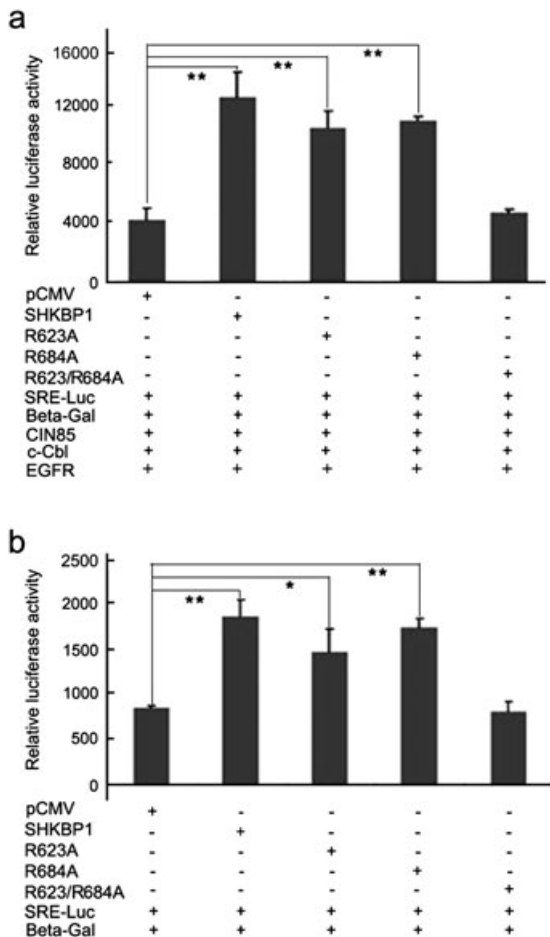 a
Relative luciferase activity
16000
12000
8000
4000
0
**
**
**
pCMV + - - - -
SHKBP1 - + - - -
R623A - - + - -
R684A - - - + -
R623/R684A - - - - +
SRE-Luc + + + + +
Beta-Gal + + + + +
CIN85 + + + + +
c-Cbl + + + + +
EGFR + + + + +
b
Relative luciferase activity
2500
2000
1500
1000
500
0
**
*
**
pCMV + - - - -
SHKBP1 - + - - -
R623A - - + - -
R684A - - - + -
R623/R684A - - - - +
SRE-Luc + + + + +
Beta-Gal + + + + +